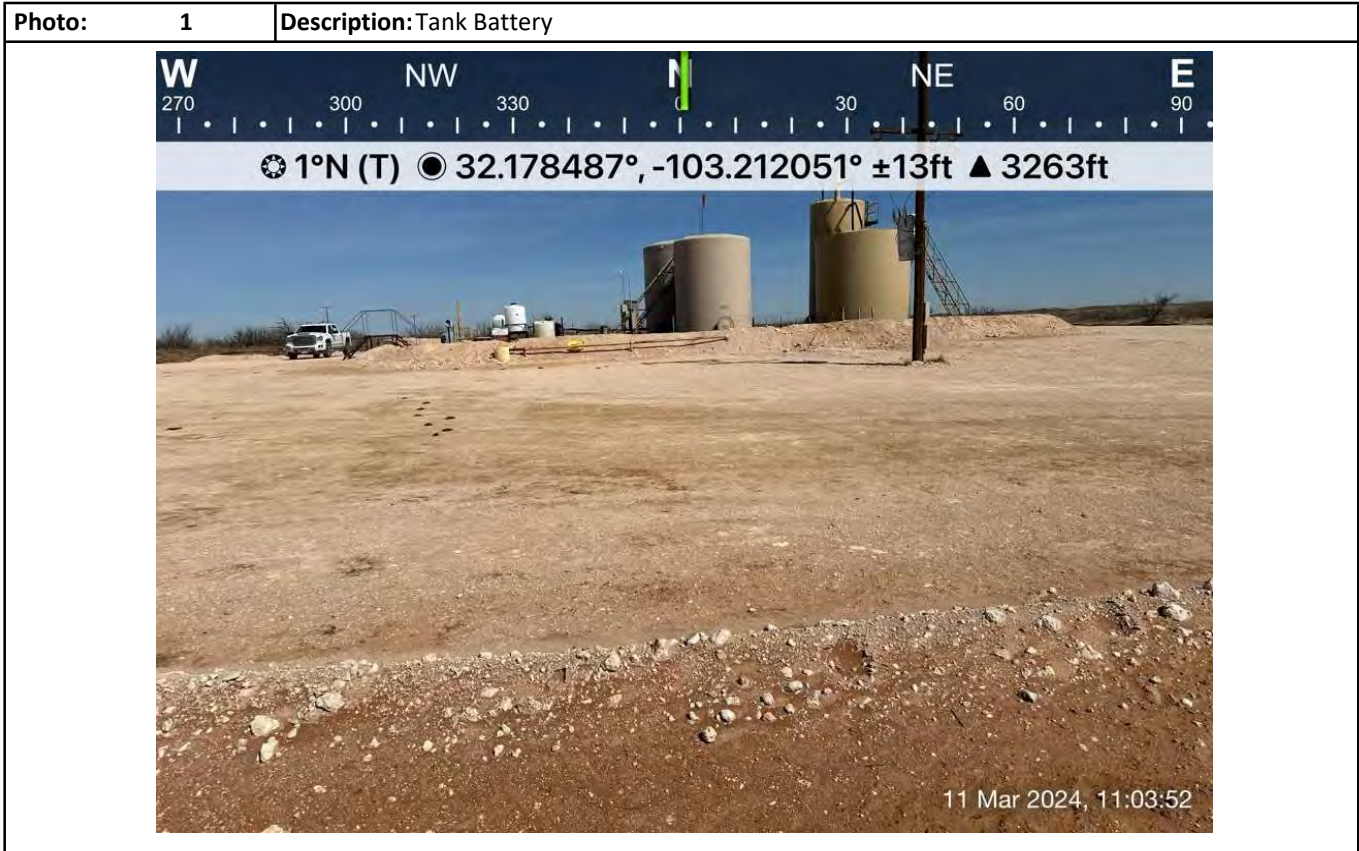 Photo: 1 Description: Tank Battery
W NW N NE E
270 300 330 0 30 60 90
1°N (T) 32.178487°, -103.212051° ±13ft ▲ 3263ft
11 Mar 2024, 11:03:52